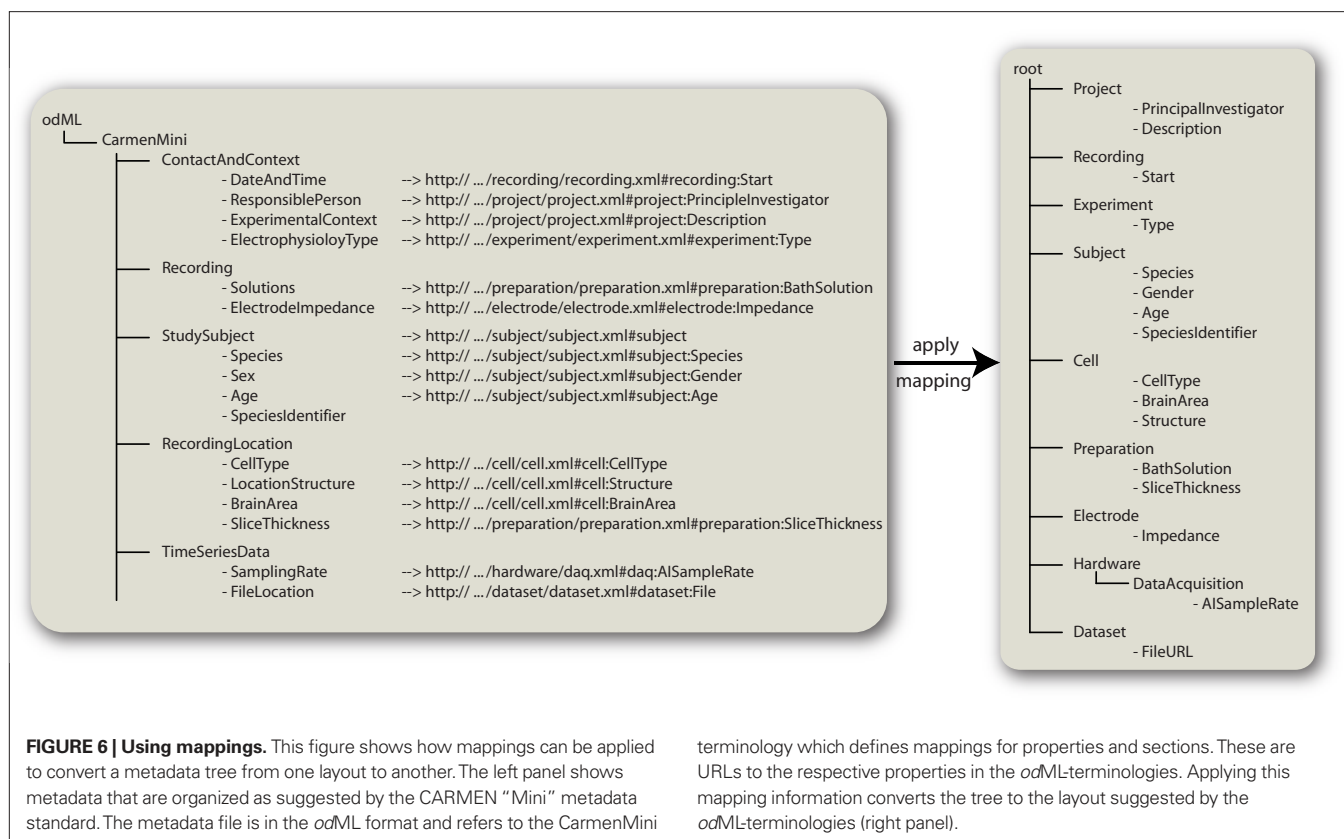 odML
CarmenMini
ContactAndContext
- DateAndTime --> http:// .../recording/recording.xml#recording:Start
- ResponsiblePerson --> http:// .../project/project.xml#project:PrincipleInvestigator
- ExperimentalContext --> http:// .../project/project.xml#project:Description
- ElectrophysioloyType --> http:// .../experiment/experiment.xml#experiment:Type
Recording
- Solutions --> http:// .../preparation/preparation.xml#preparation:BathSolution
- ElectrodeImpedance --> http:// .../electrode/electrode.xml#electrode:Impedance
StudySubject --> http:// .../subject/subject.xml#subject
- Species --> http:// .../subject/subject.xml#subject:Species
- Sex --> http:// .../subject/subject.xml#subject:Gender
- Age --> http:// .../subject/subject.xml#subject:Age
- SpeciesIdentifier
RecordingLocation
- CellType --> http:// .../cell/cell.xml#cell:CellType
- LocationStructure --> http:// .../cell/cell.xml#cell:Structure
- BrainArea --> http:// .../cell/cell.xml#cell:BrainArea
- SliceThickness --> http:// .../preparation/preparation.xml#preparation:SliceThickness
TimeSeriesData
- SamplingRate --> http:// .../hardware/daq.xml#daq:AISampleRate
- FileLocation --> http:// .../dataset/dataset.xml#dataset:File
apply
mapping
root
Project
- PrincipalInvestigator
- Description
Recording
- Start
Experiment
- Type
Subject
- Species
- Gender
- Age
- SpeciesIdentifier
Cell
- CellType
- BrainArea
- Structure
Preparation
- BathSolution
- SliceThickness
Electrode
- Impedance
Hardware
DataAcquisition
- AISampleRate
Dataset
- FileURL
FIGURE 6 | Using mappings. This figure shows how mappings can be applied
to convert a metadata tree from one layout to another. The left panel shows
metadata that are organized as suggested by the CARMEN “Mini” metadata
standard. The metadata file is in the odML format and refers to the CarmenMini
terminology which defines mappings for properties and sections. These are
URLs to the respective properties in the odML-terminologies. Applying this
mapping information converts the tree to the layout suggested by the
odML-terminologies (right panel).